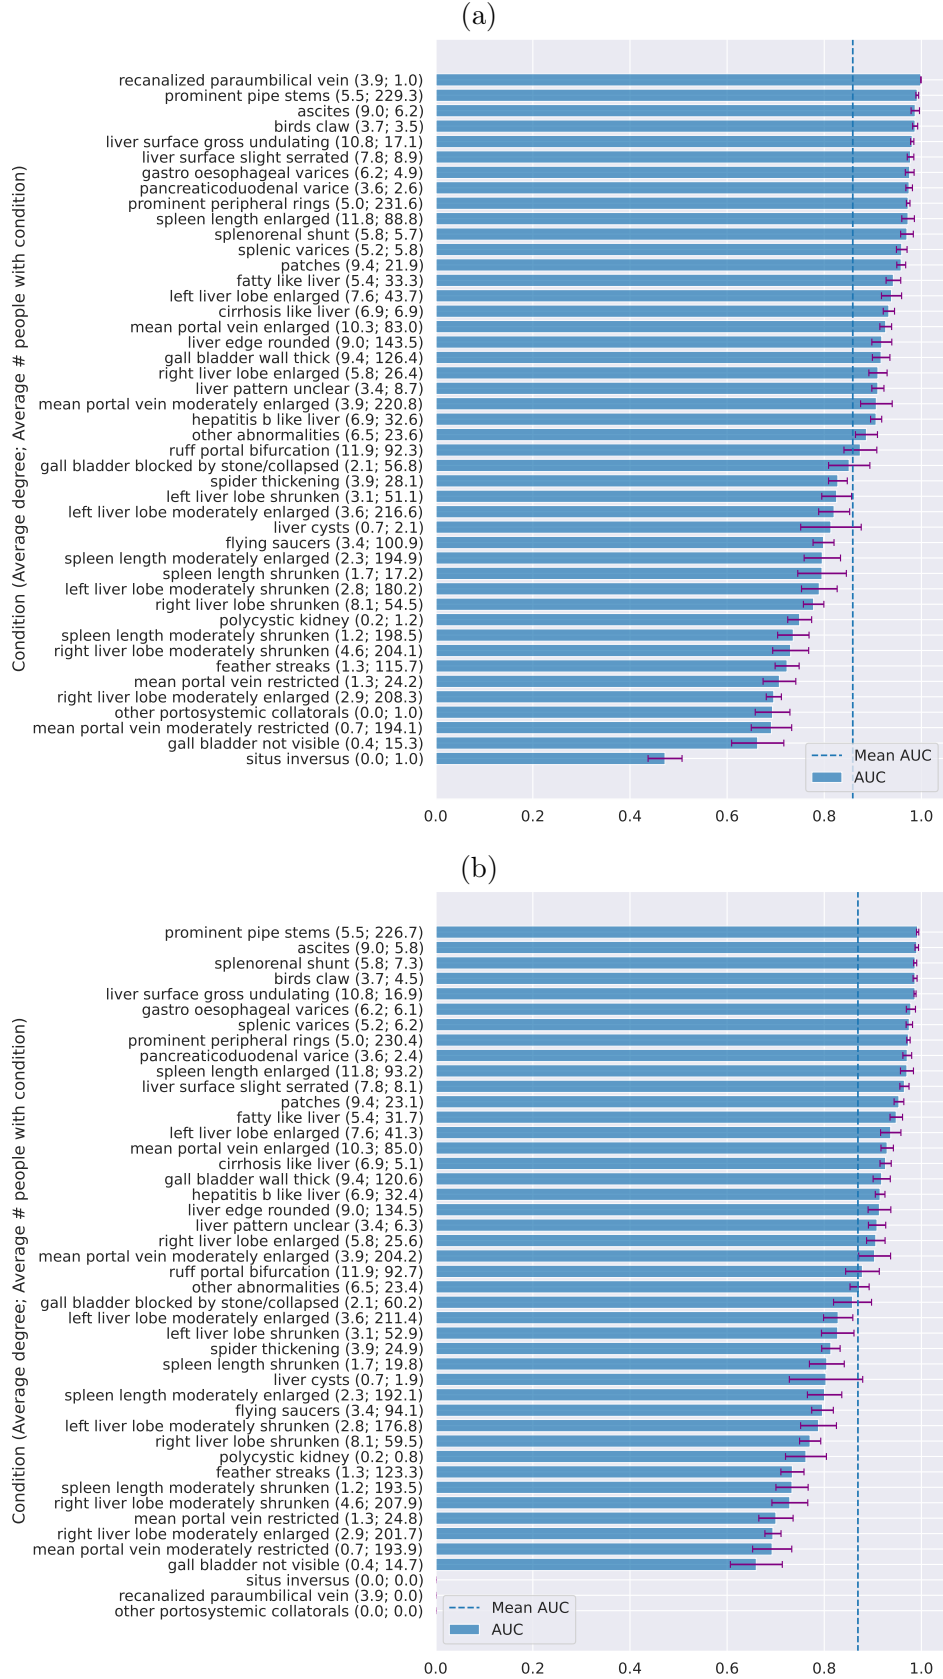 (a)
Condition (Average degree; Average # people with condition)
recanalized paraumbilical vein (3.9; 1.0)
prominent pipe stems (5.5; 229.3)
ascites (9.0; 6.2)
birds claw (3.7; 3.5)
liver surface gross undulating (10.8; 17.1)
liver surface slight serrated (7.8; 8.9)
gastro oesophageal varices (6.2; 4.9)
pancreaticoduodenal varice (3.6; 2.6)
prominent peripheral rings (5.0; 231.6)
spleen length enlarged (11.8; 88.8)
splenorenal shunt (5.8; 5.7)
splenic varices (5.2; 5.8)
patches (9.4; 21.9)
fatty like liver (5.4; 33.3)
left liver lobe enlarged (7.6; 43.7)
cirrhosis like liver (6.9; 6.9)
mean portal vein enlarged (10.3; 83.0)
liver edge rounded (9.0; 143.5)
gall bladder wall thick (9.4; 126.4)
right liver lobe enlarged (5.8; 26.4)
liver pattern unclear (3.4; 8.7)
mean portal vein moderately enlarged (3.9; 220.8)
hepatitis b like liver (6.9; 32.6)
other abnormalities (6.5; 23.6)
ruff portal bifurcation (11.9; 92.3)
gall bladder blocked by stone/collapsed (2.1; 56.8)
spider thickening (3.9; 28.1)
left liver lobe shrunken (3.1; 51.1)
left liver lobe moderately enlarged (3.6; 216.6)
liver cysts (0.7; 2.1)
flying saucers (3.4; 100.9)
spleen length moderately enlarged (2.3; 194.9)
spleen length shrunken (1.7; 17.2)
left liver lobe moderately shrunken (2.8; 180.2)
right liver lobe shrunken (8.1; 54.5)
polycystic kidney (0.2; 1.2)
spleen length moderately shrunken (1.2; 198.5)
right liver lobe moderately shrunken (4.6; 204.1)
feather streaks (1.3; 115.7)
mean portal vein restricted (1.3; 24.2)
right liver lobe moderately enlarged (2.9; 208.3)
other portosystemic collatorals (0.0; 1.0)
mean portal vein moderately restricted (0.7; 194.1)
gall bladder not visible (0.4; 15.3)
situs inversus (0.0; 1.0)
Mean AUC
AUC
0.0 0.2 0.4 0.6 0.8 1.0
(b)
Condition (Average degree; Average # people with condition)
prominent pipe stems (5.5; 226.7)
ascites (9.0; 5.8)
splenorenal shunt (5.8; 7.3)
birds claw (3.7; 4.5)
liver surface gross undulating (10.8; 16.9)
gastro oesophageal varices (6.2; 6.1)
splenic varices (5.2; 6.2)
prominent peripheral rings (5.0; 230.4)
pancreaticoduodenal varice (3.6; 2.4)
spleen length enlarged (11.8; 93.2)
liver surface slight serrated (7.8; 8.1)
patches (9.4; 23.1)
fatty like liver (5.4; 31.7)
left liver lobe enlarged (7.6; 41.3)
mean portal vein enlarged (10.3; 85.0)
cirrhosis like liver (6.9; 5.1)
gall bladder wall thick (9.4; 120.6)
hepatitis b like liver (6.9; 32.4)
liver edge rounded (9.0; 134.5)
liver pattern unclear (3.4; 6.3)
right liver lobe enlarged (5.8; 25.6)
mean portal vein moderately enlarged (3.9; 204.2)
ruff portal bifurcation (11.9; 92.7)
other abnormalities (6.5; 23.4)
gall bladder blocked by stone/collapsed (2.1; 60.2)
left liver lobe moderately enlarged (3.6; 211.4)
left liver lobe shrunken (3.1; 52.9)
spider thickening (3.9; 24.9)
spleen length shrunken (1.7; 19.8)
liver cysts (0.7; 1.9)
spleen length moderately enlarged (2.3; 192.1)
flying saucers (3.4; 94.1)
left liver lobe moderately shrunken (2.8; 176.8)
right liver lobe shrunken (8.1; 59.5)
polycystic kidney (0.2; 0.8)
feather streaks (1.3; 123.3)
spleen length moderately shrunken (1.2; 193.5)
right liver lobe moderately shrunken (4.6; 207.9)
mean portal vein restricted (1.3; 24.8)
right liver lobe moderately enlarged (2.9; 201.7)
mean portal vein moderately restricted (0.7; 193.9)
gall bladder not visible (0.4; 14.7)
situs inversus (0.0; 0.0)
recanalized paraumbilical vein (3.9; 0.0)
other portosystemic collatorals (0.0; 0.0)
Mean AUC
AUC
0.0 0.2 0.4 0.6 0.8 1.0